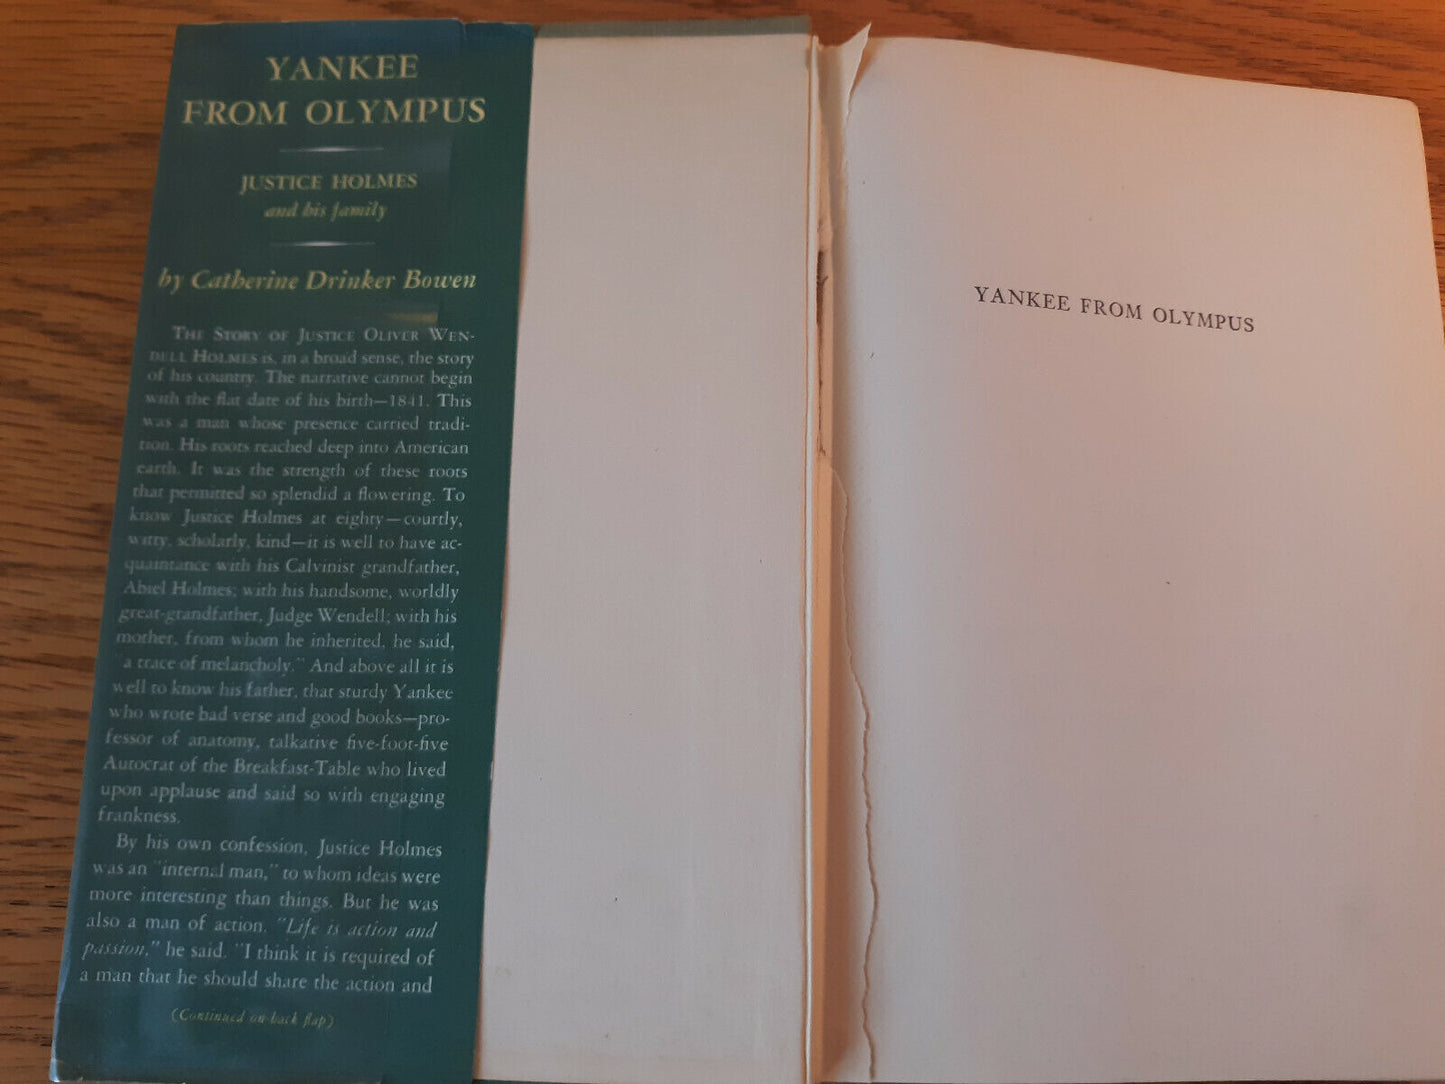 YANKEE
FROM OLYMPUS
JUSTICE HOLMES
and his family
by Catherine Drinker Bowen
THE STORY OF JUSTICE OLIVER WEN-
DELL HOLMES is, in a broad sense, the story
of his country. The narrative cannot begin
with the flat date of his birth—1841. This
was a man whose presence carried tradi-
tion. His roots reached deep into American
earth. It was the strength of these roots
that permitted so splendid a flowering. To
know Justice Holmes at eighty—courtly,
witty, scholarly, kind—it is well to have ac-
quaintance with his Calvinist grandfather,
Abiel Holmes; with his handsome, worldly
great-grandfather, Judge Wendell; with his
mother, from whom he inherited, he said,
"a trace of melancholy." And above all it is
well to know his father, that sturdy Yankee
who wrote bad verse and good books—pro-
fessor of anatomy, talkative five-foot-five
Autocrat of the Breakfast-Table who lived
upon applause and said so with engaging
frankness.
By his own confession, Justice Holmes
was an "internal man," to whom ideas were
more interesting than things. But he was
also a man of action. "Life is action and
passion," he said. "I think it is required of
a man that he should share the action and
(Continued on back flap)
YANKEE FROM OLYMPUS